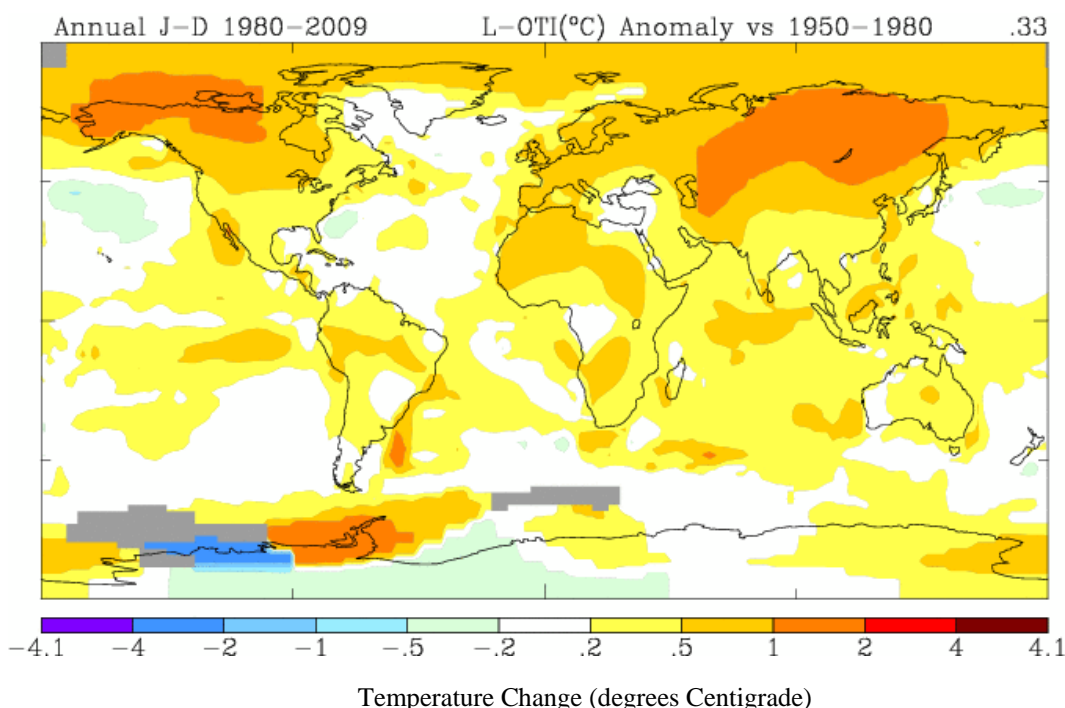 Annual J-D 1980-2009 L-OTI(°C) Anomaly vs 1950-1980 .33
-4.1 -4 -2 -1 -.5 -.2 .2 .5 1 2 4 4.1
Temperature Change (degrees Centigrade)